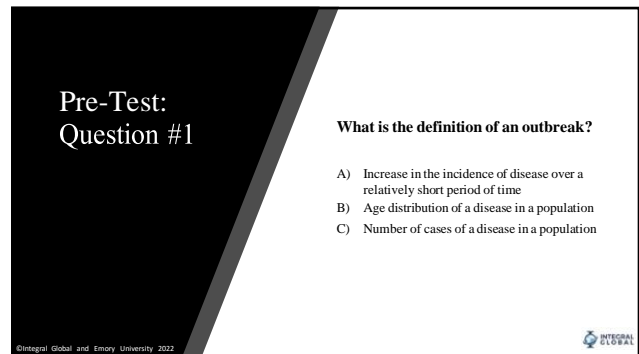 Pre-Test:
Question #1
What is the definition of an outbreak?
A) Increase in the incidence of disease over a
relatively short period of time
B) Age distribution of a disease in a population
C) Number of cases of a disease in a population
©Integral Global and Emory University 2022
INTEGRAL
GLOBAL